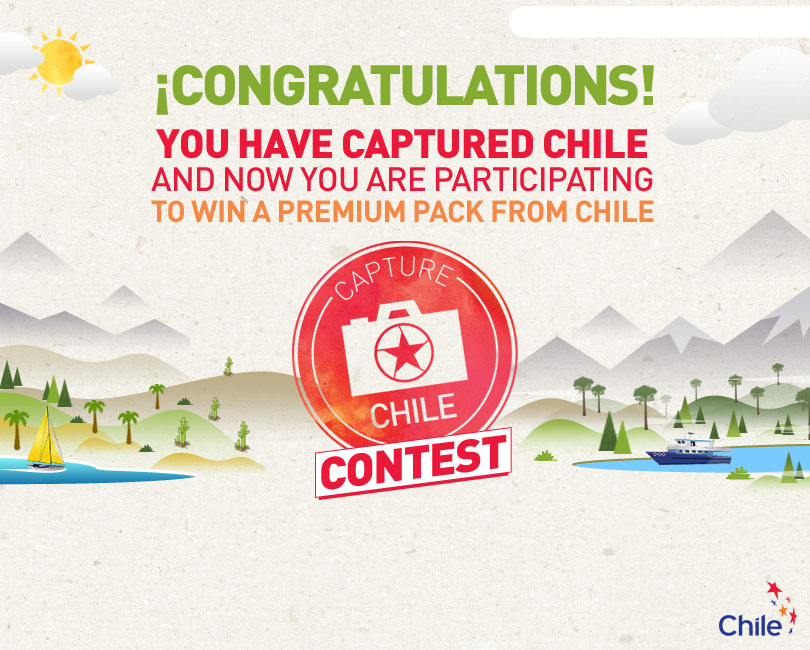 ¡CONGRATULATIONS!
YOU HAVE CAPTURED CHILE
AND NOW YOU ARE PARTICIPATING
TO WIN A PREMIUM PACK FROM CHILE
CAPTURE
CHILE
CONTEST
Chile